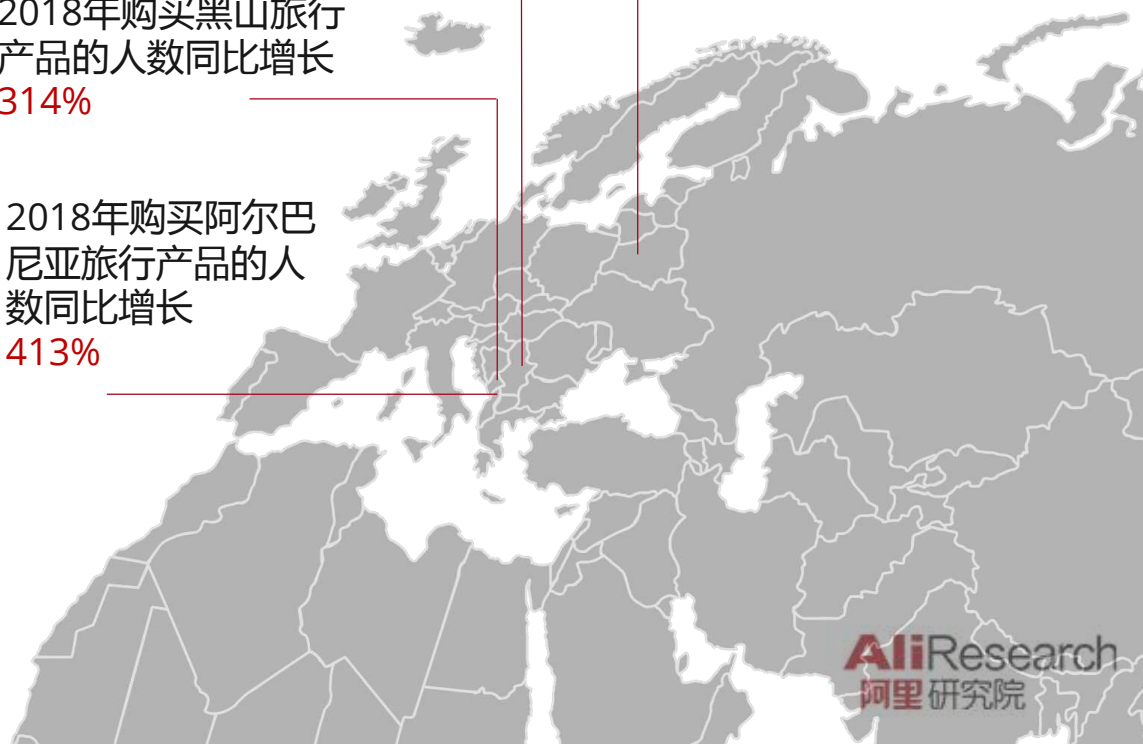 2018年购买黑山旅行
产品的人数同比增长
314%
2018年购买阿尔巴
尼亚旅行产品的人
数同比增长
413%
AliResearch
阿里研究院